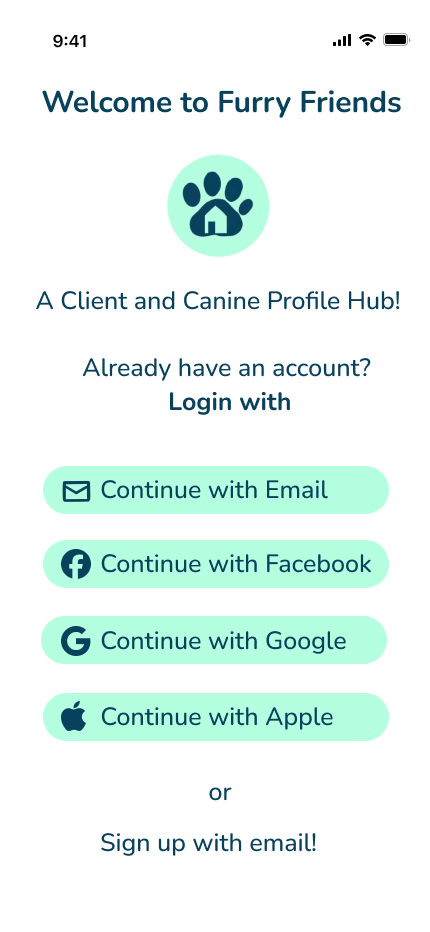 9:41
Welcome to Furry Friends
A Client and Canine Profile Hub!
Already have an account?
Login with
Continue with Email
Continue with Facebook
Continue with Google
Continue with Apple
or
Sign up with email!